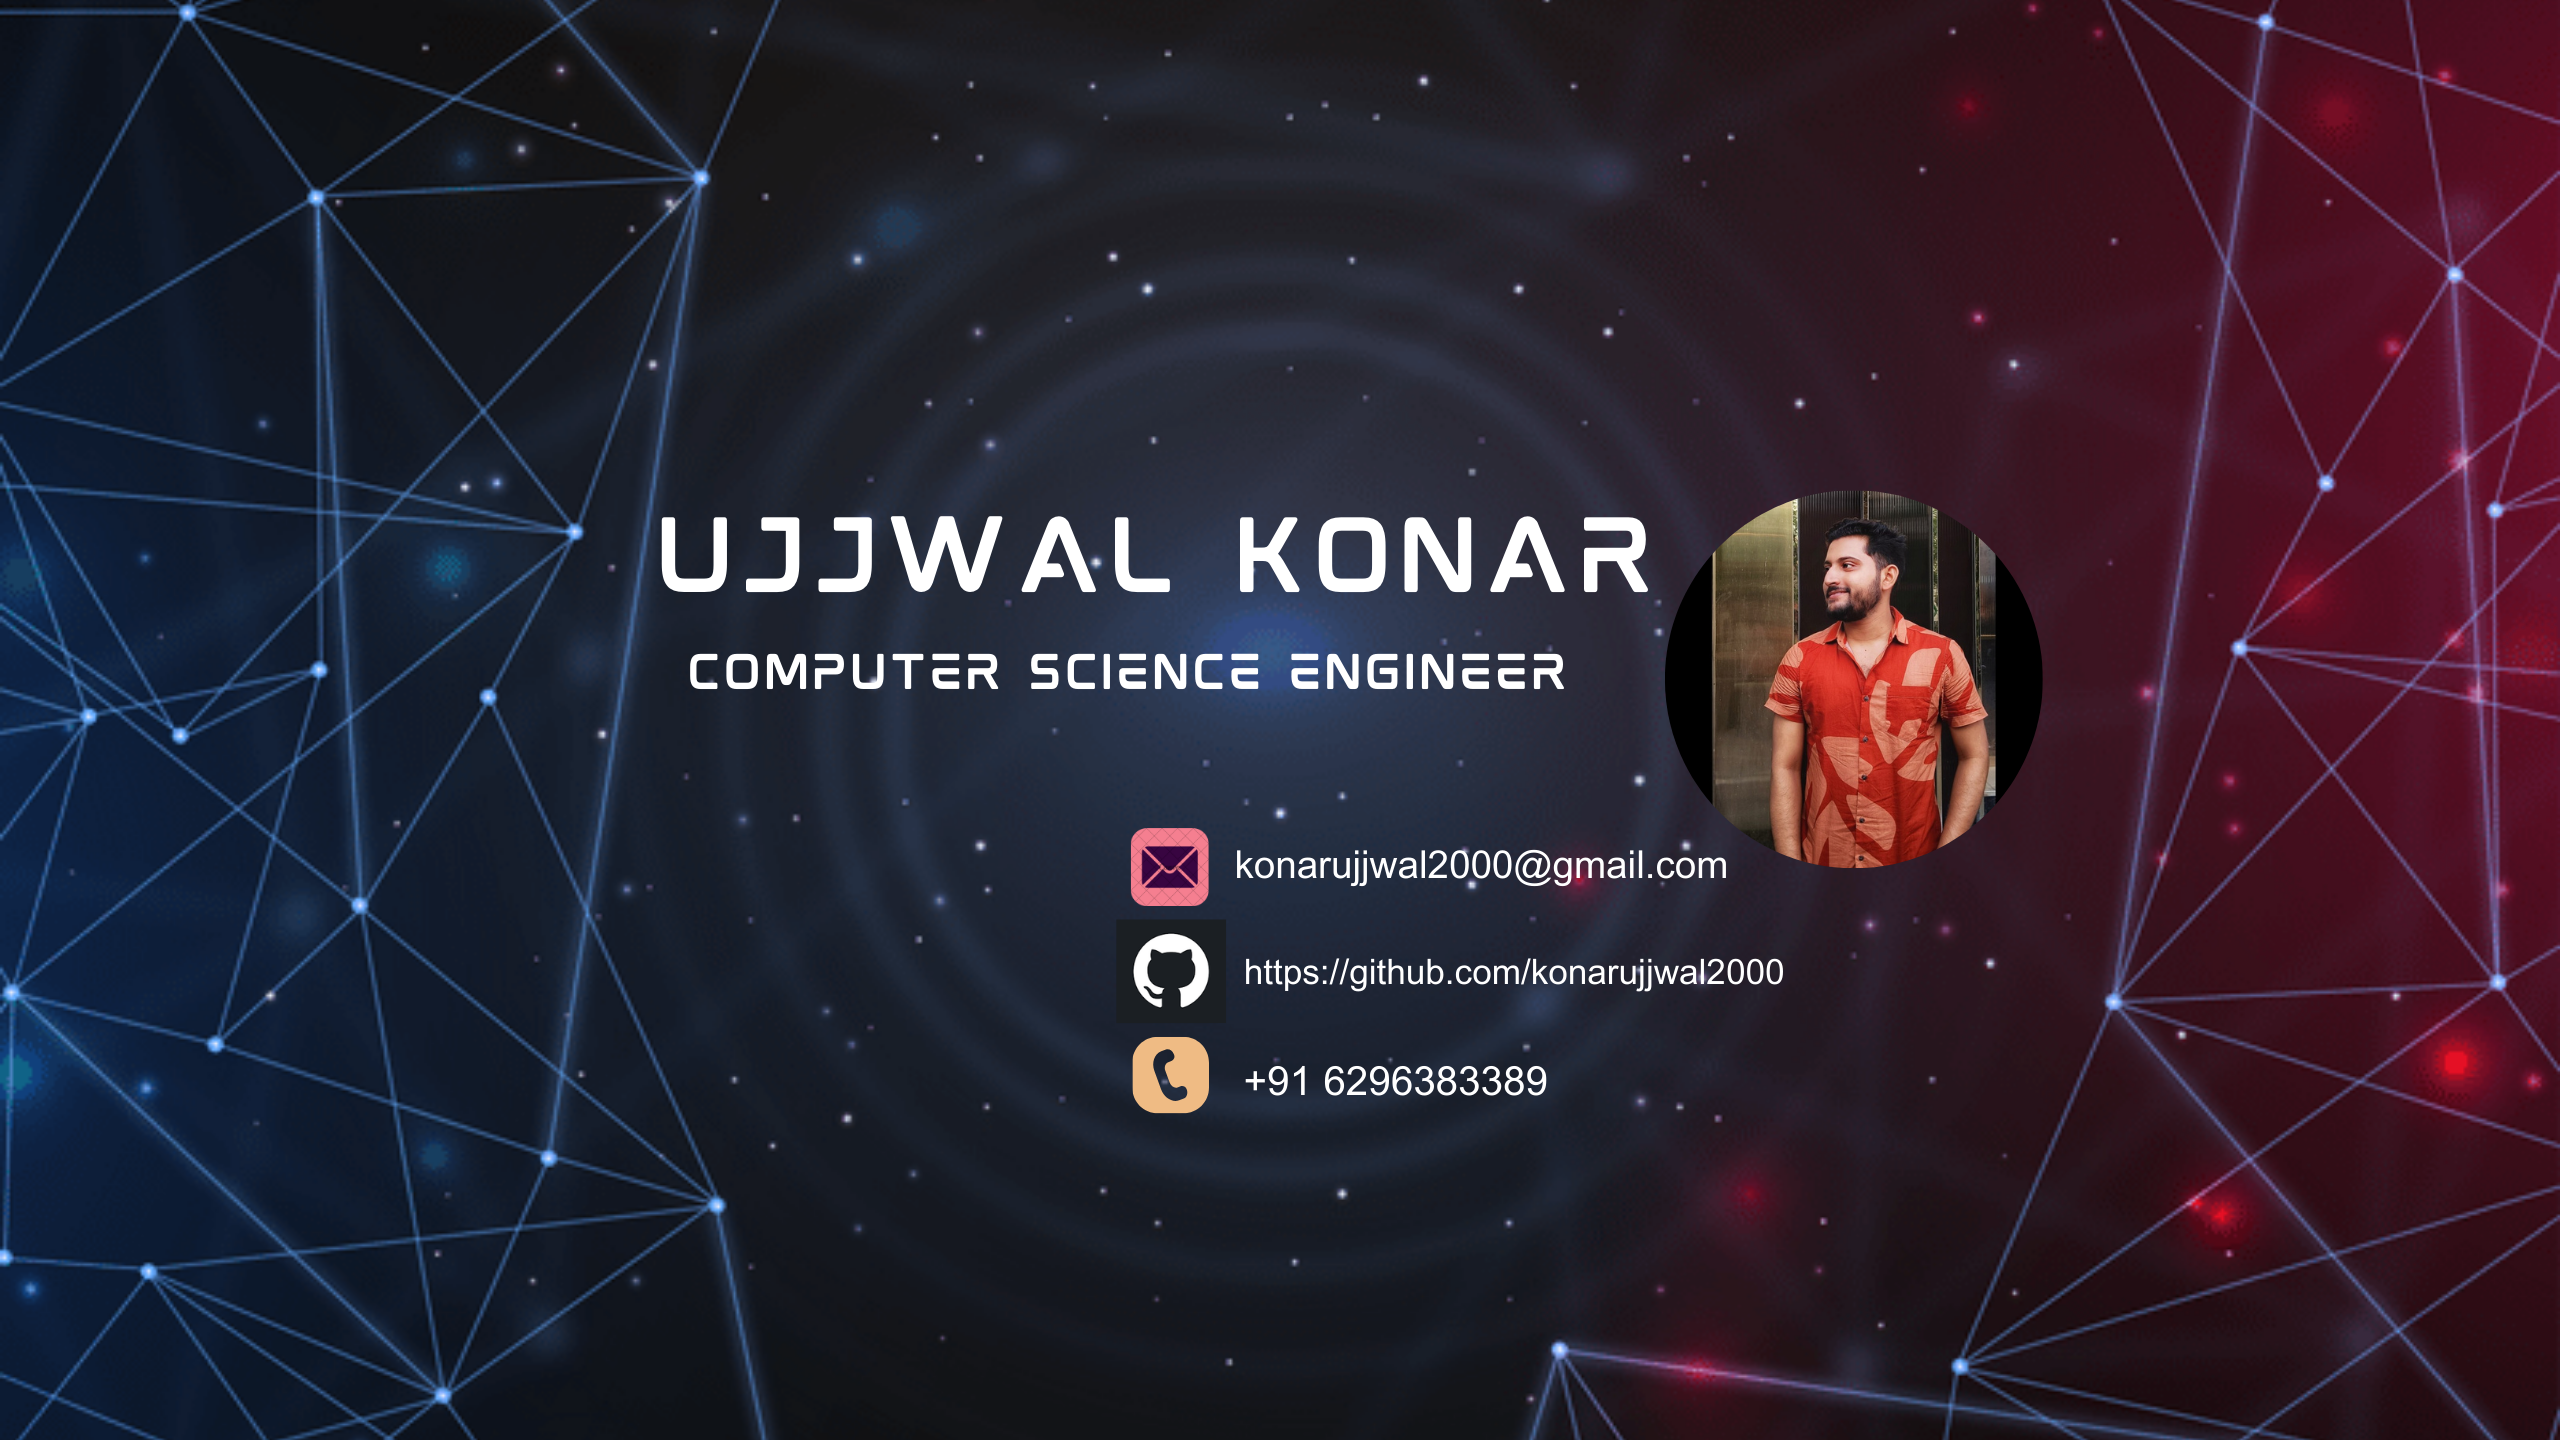 UJJWAL KONAR
COMPUTER SCIENCE ENGINEER
konarujjwal2000@gmail.com
https://github.com/konarujjwal2000
+91 6296383389